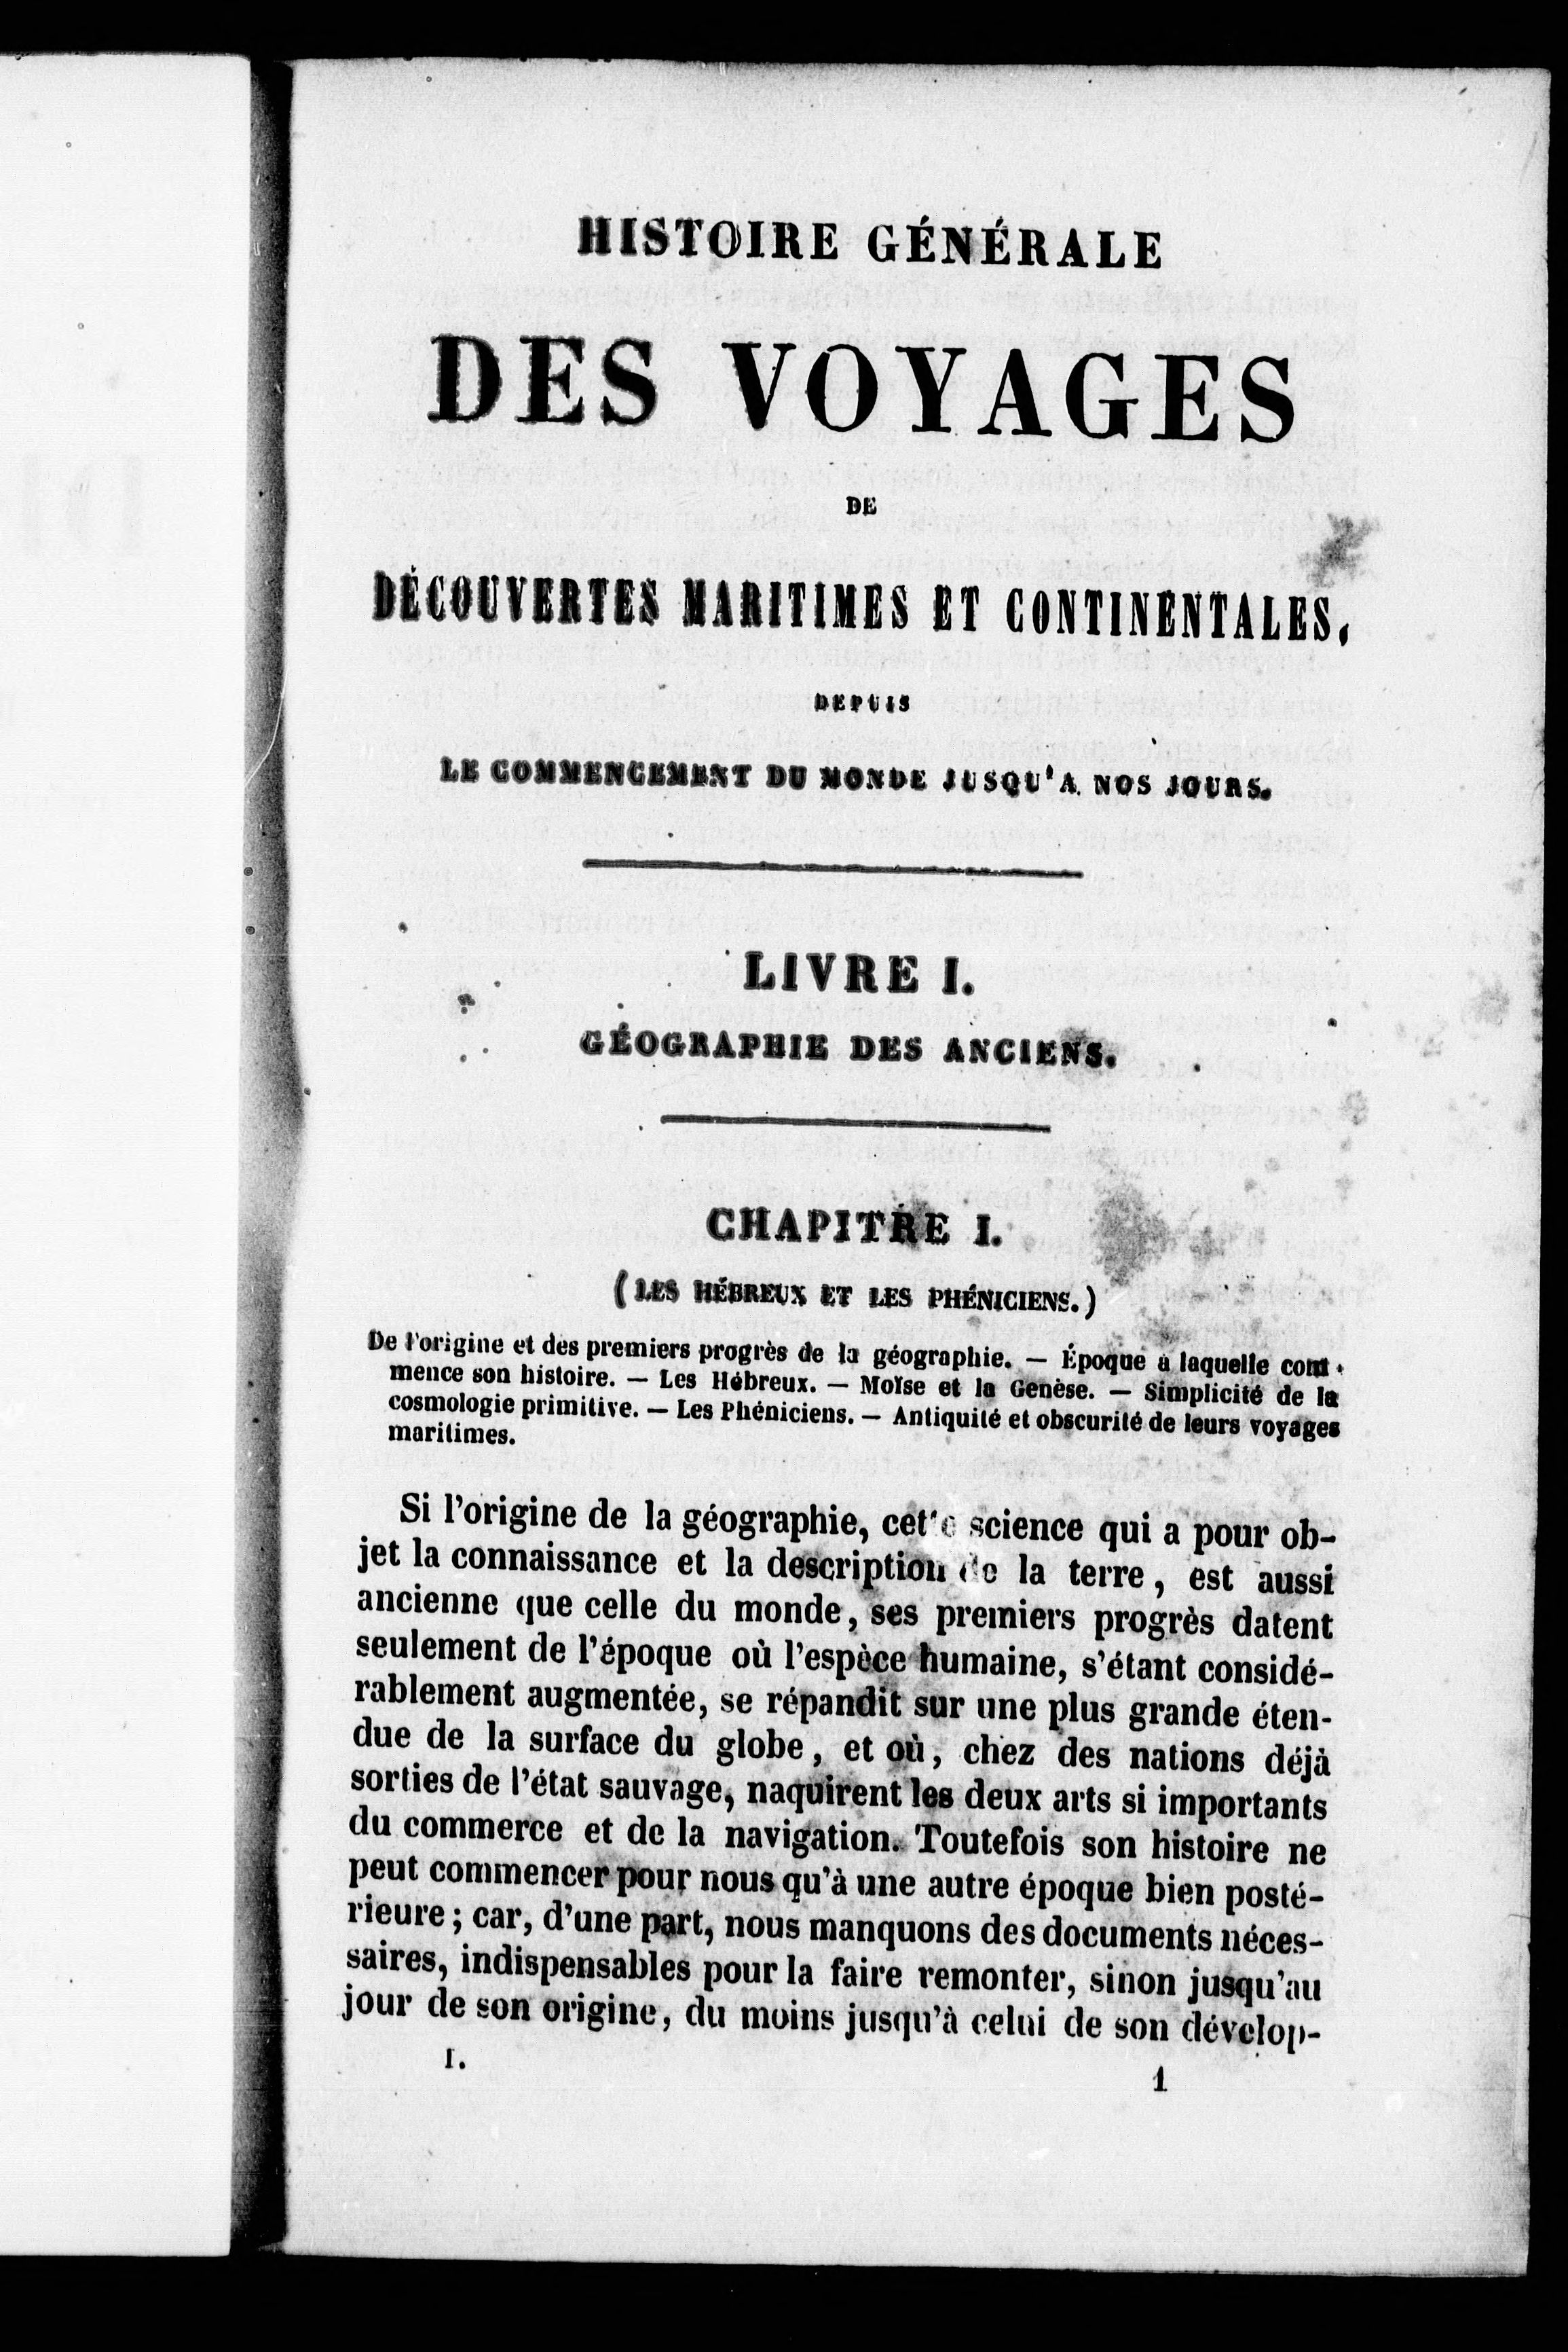 HISTOIRE GÉNÉRALE
DES VOYAGES
DE
DÉCOUVERTES MARITIMES ET CONTINENTALES,
DEPUIS
LE COMMENCEMENT DU MONDE JUSQU'A NOS JOURS.
LIVRE I.
GÉOGRAPHIE DES ANCIENS.
CHAPITRE I.
(LES HÉBREUX ET LES PHÉNICIENS.)
De l'origine et des premiers progrès de la géographie. — Époque à laquelle com-
mence son histoire. — Les Hébreux. — Moïse et la Genèse. — Simplicité de la
cosmologie primitive. — Les Phéniciens. — Antiquité et obscurité de leurs voyages
maritimes.
Si l'origine de la géographie, cette science qui a pour ob-
jet la connaissance et la description de la terre, est aussi
ancienne que celle du monde, ses premiers progrès datent
seulement de l'époque où l'espèce humaine, s'étant considé-
rablement augmentée, se répandit sur une plus grande éten-
due de la surface du globe, et où, chez des nations déjà
sorties de l'état sauvage, naquirent les deux arts si importants
du commerce et de la navigation. Toutefois son histoire ne
peut commencer pour nous qu'à une autre époque bien posté-
rieure; car, d'une part, nous manquons des documents néces-
saires, indispensables pour la faire remonter, sinon jusqu'au
jour de son origine, du moins jusqu'à celui de son dévelop-
I. 1